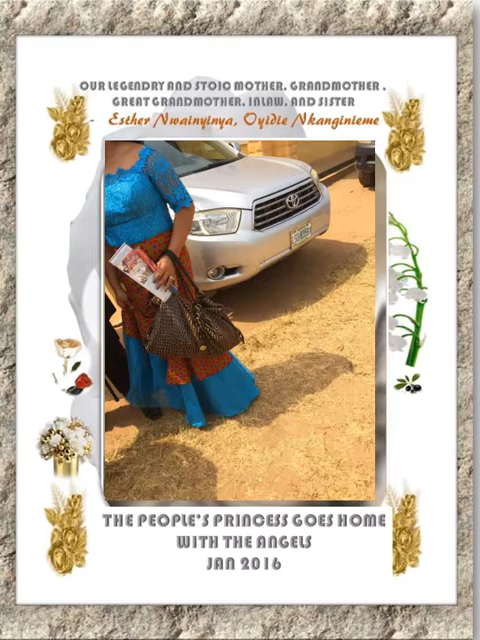 OUR LEGENDRY AND STOIC MOTHER, GRANDMOTHER ,
GREAT GRANDMOTHER, INLAW, AND SISTER
Esther Nwainyinya, Oyidie Nkanginieme
THE PEOPLE'S PRINCESS GOES HOME
WITH THE ANGELS
JAN 2016